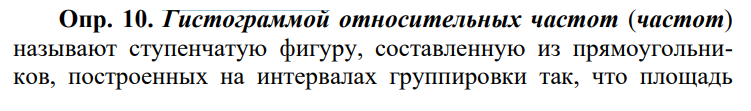 Опр. 10. Гистограммой относительных частот (частот)
называют ступенчатую фигуру, составленную из прямоугольни-
ков, построенных на интервалах группировки так, что площадь